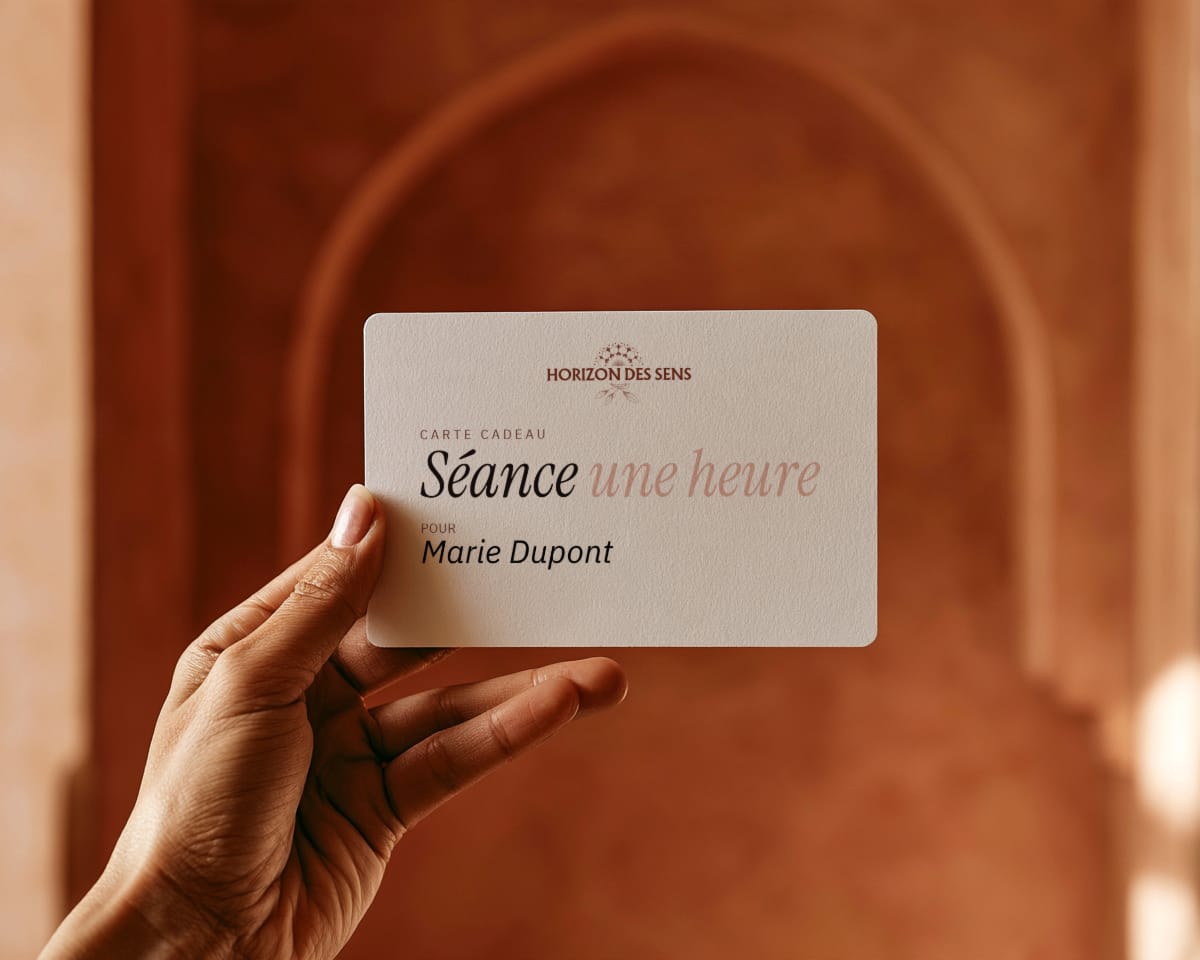 HORIZON DES SENS
CARTE CADEAU
Séance une heure
POUR
Marie Dupont